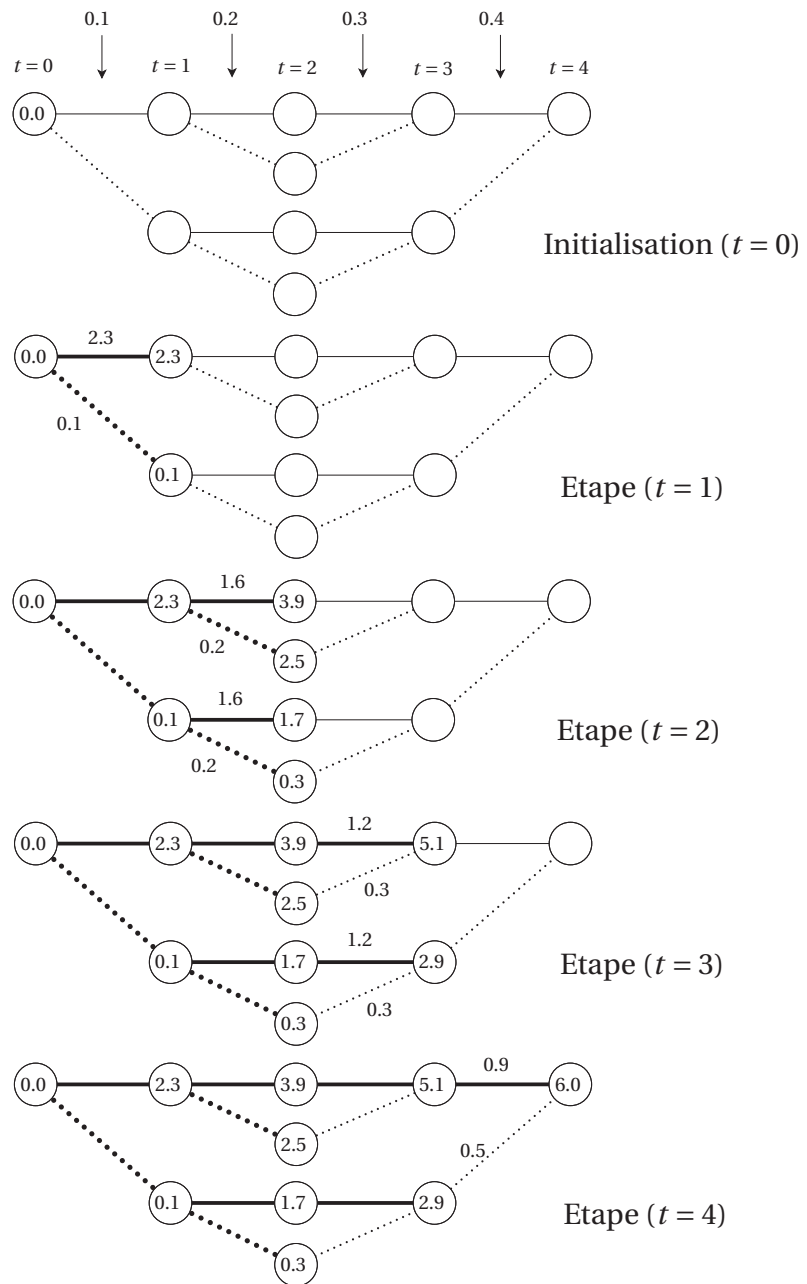 0.1 0.2 0.3 0.4
t = 0 t = 1 t = 2 t = 3 t = 4
0.0
Initialisation (t = 0)
2.3
0.0 2.3
0.1
0.1
Etape (t = 1)
1.6
0.0 2.3 3.9
0.2
2.5
1.6
0.1 1.7
Etape (t = 2)
0.2
0.3
1.2
0.0 2.3 3.9 5.1
0.3
2.5
1.2
0.1 1.7 2.9
Etape (t = 3)
0.3
0.3
0.9
0.0 2.3 3.9 5.1 6.0
2.5
0.5
0.1 1.7 2.9
Etape (t = 4)
0.3